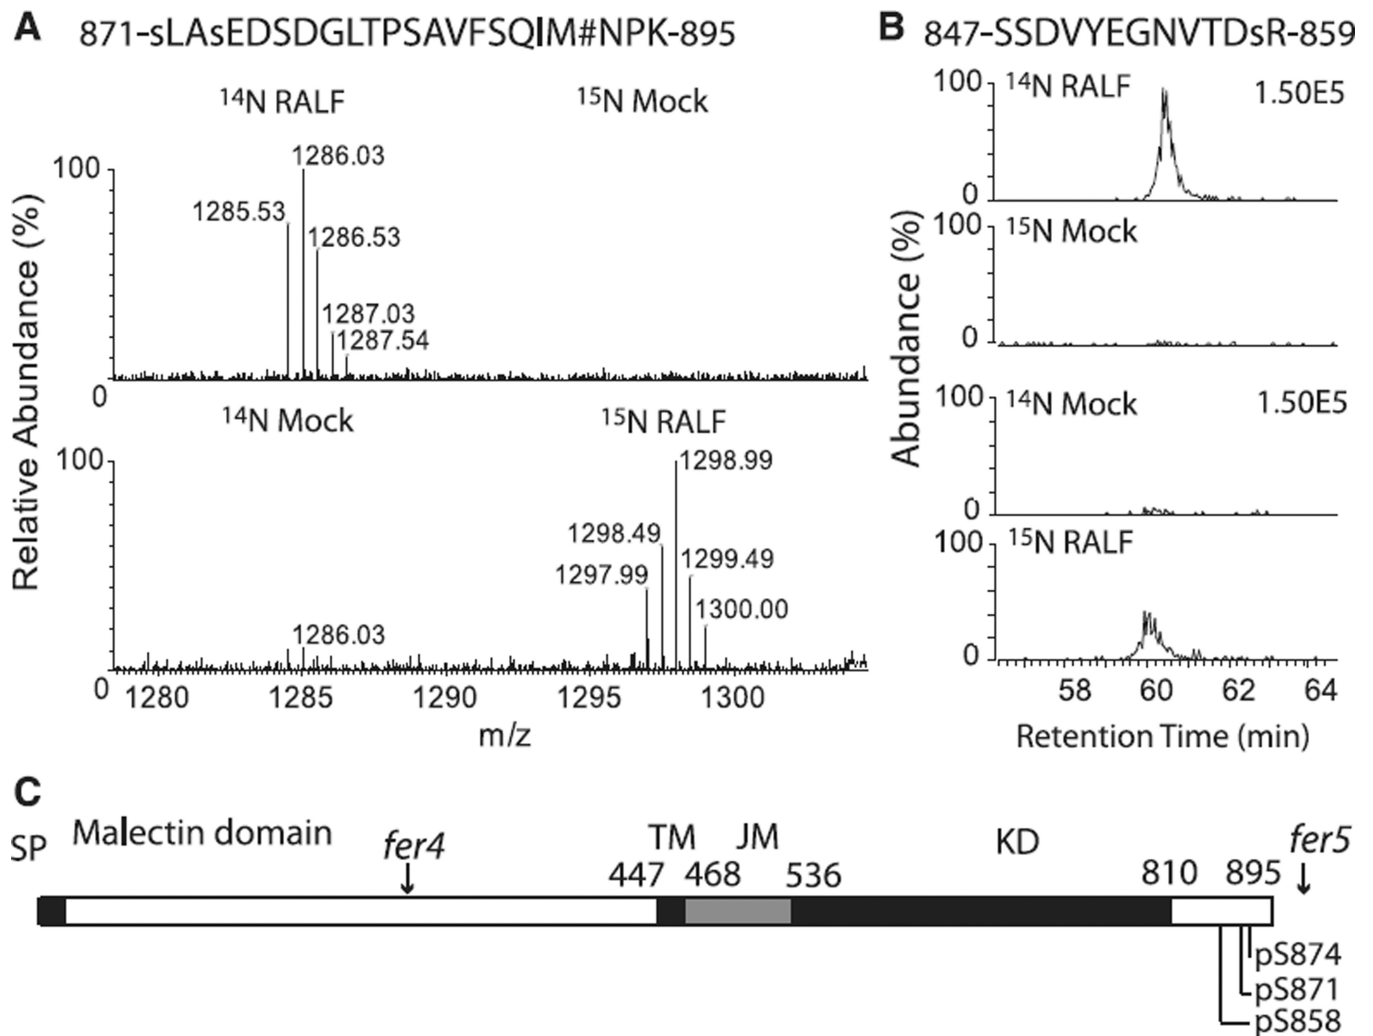 A 871-sLAsEDSDGLTPSAVFSQIM#NPK-895
¹⁴N RALF ¹⁵N Mock
Relative Abundance (%)
100
1286.03
1285.53
1286.53
1287.03
1287.54
0
¹⁴N Mock ¹⁵N RALF
100
1298.99
1298.49
1299.49
1297.99
1300.00
1286.03
0
1280 1285 1290 1295 1300
m/z
B 847-SSDVYEGNVTDsR-859
Abundance (%)
100 ¹⁴N RALF 1.50E5
0
100 ¹⁵N Mock
0
100 ¹⁴N Mock 1.50E5
0
100 ¹⁵N RALF
0
58 60 62 64
Retention Time (min)
C
SP Malectin domain fer4 TM JM KD fer5
447 468 536 810 895
pS874
pS871
pS858